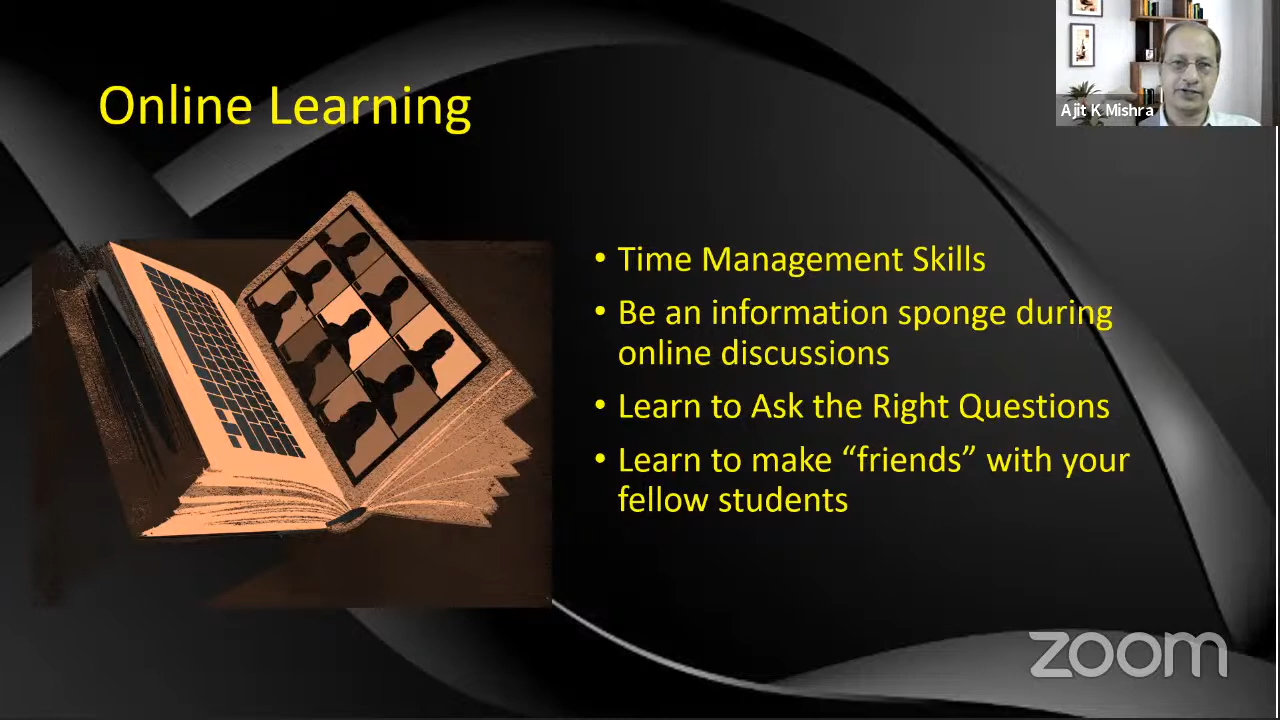 Online Learning
Ajit K Mishra
• Time Management Skills
• Be an information sponge during
online discussions
• Learn to Ask the Right Questions
• Learn to make “friends” with your
fellow students
zoom